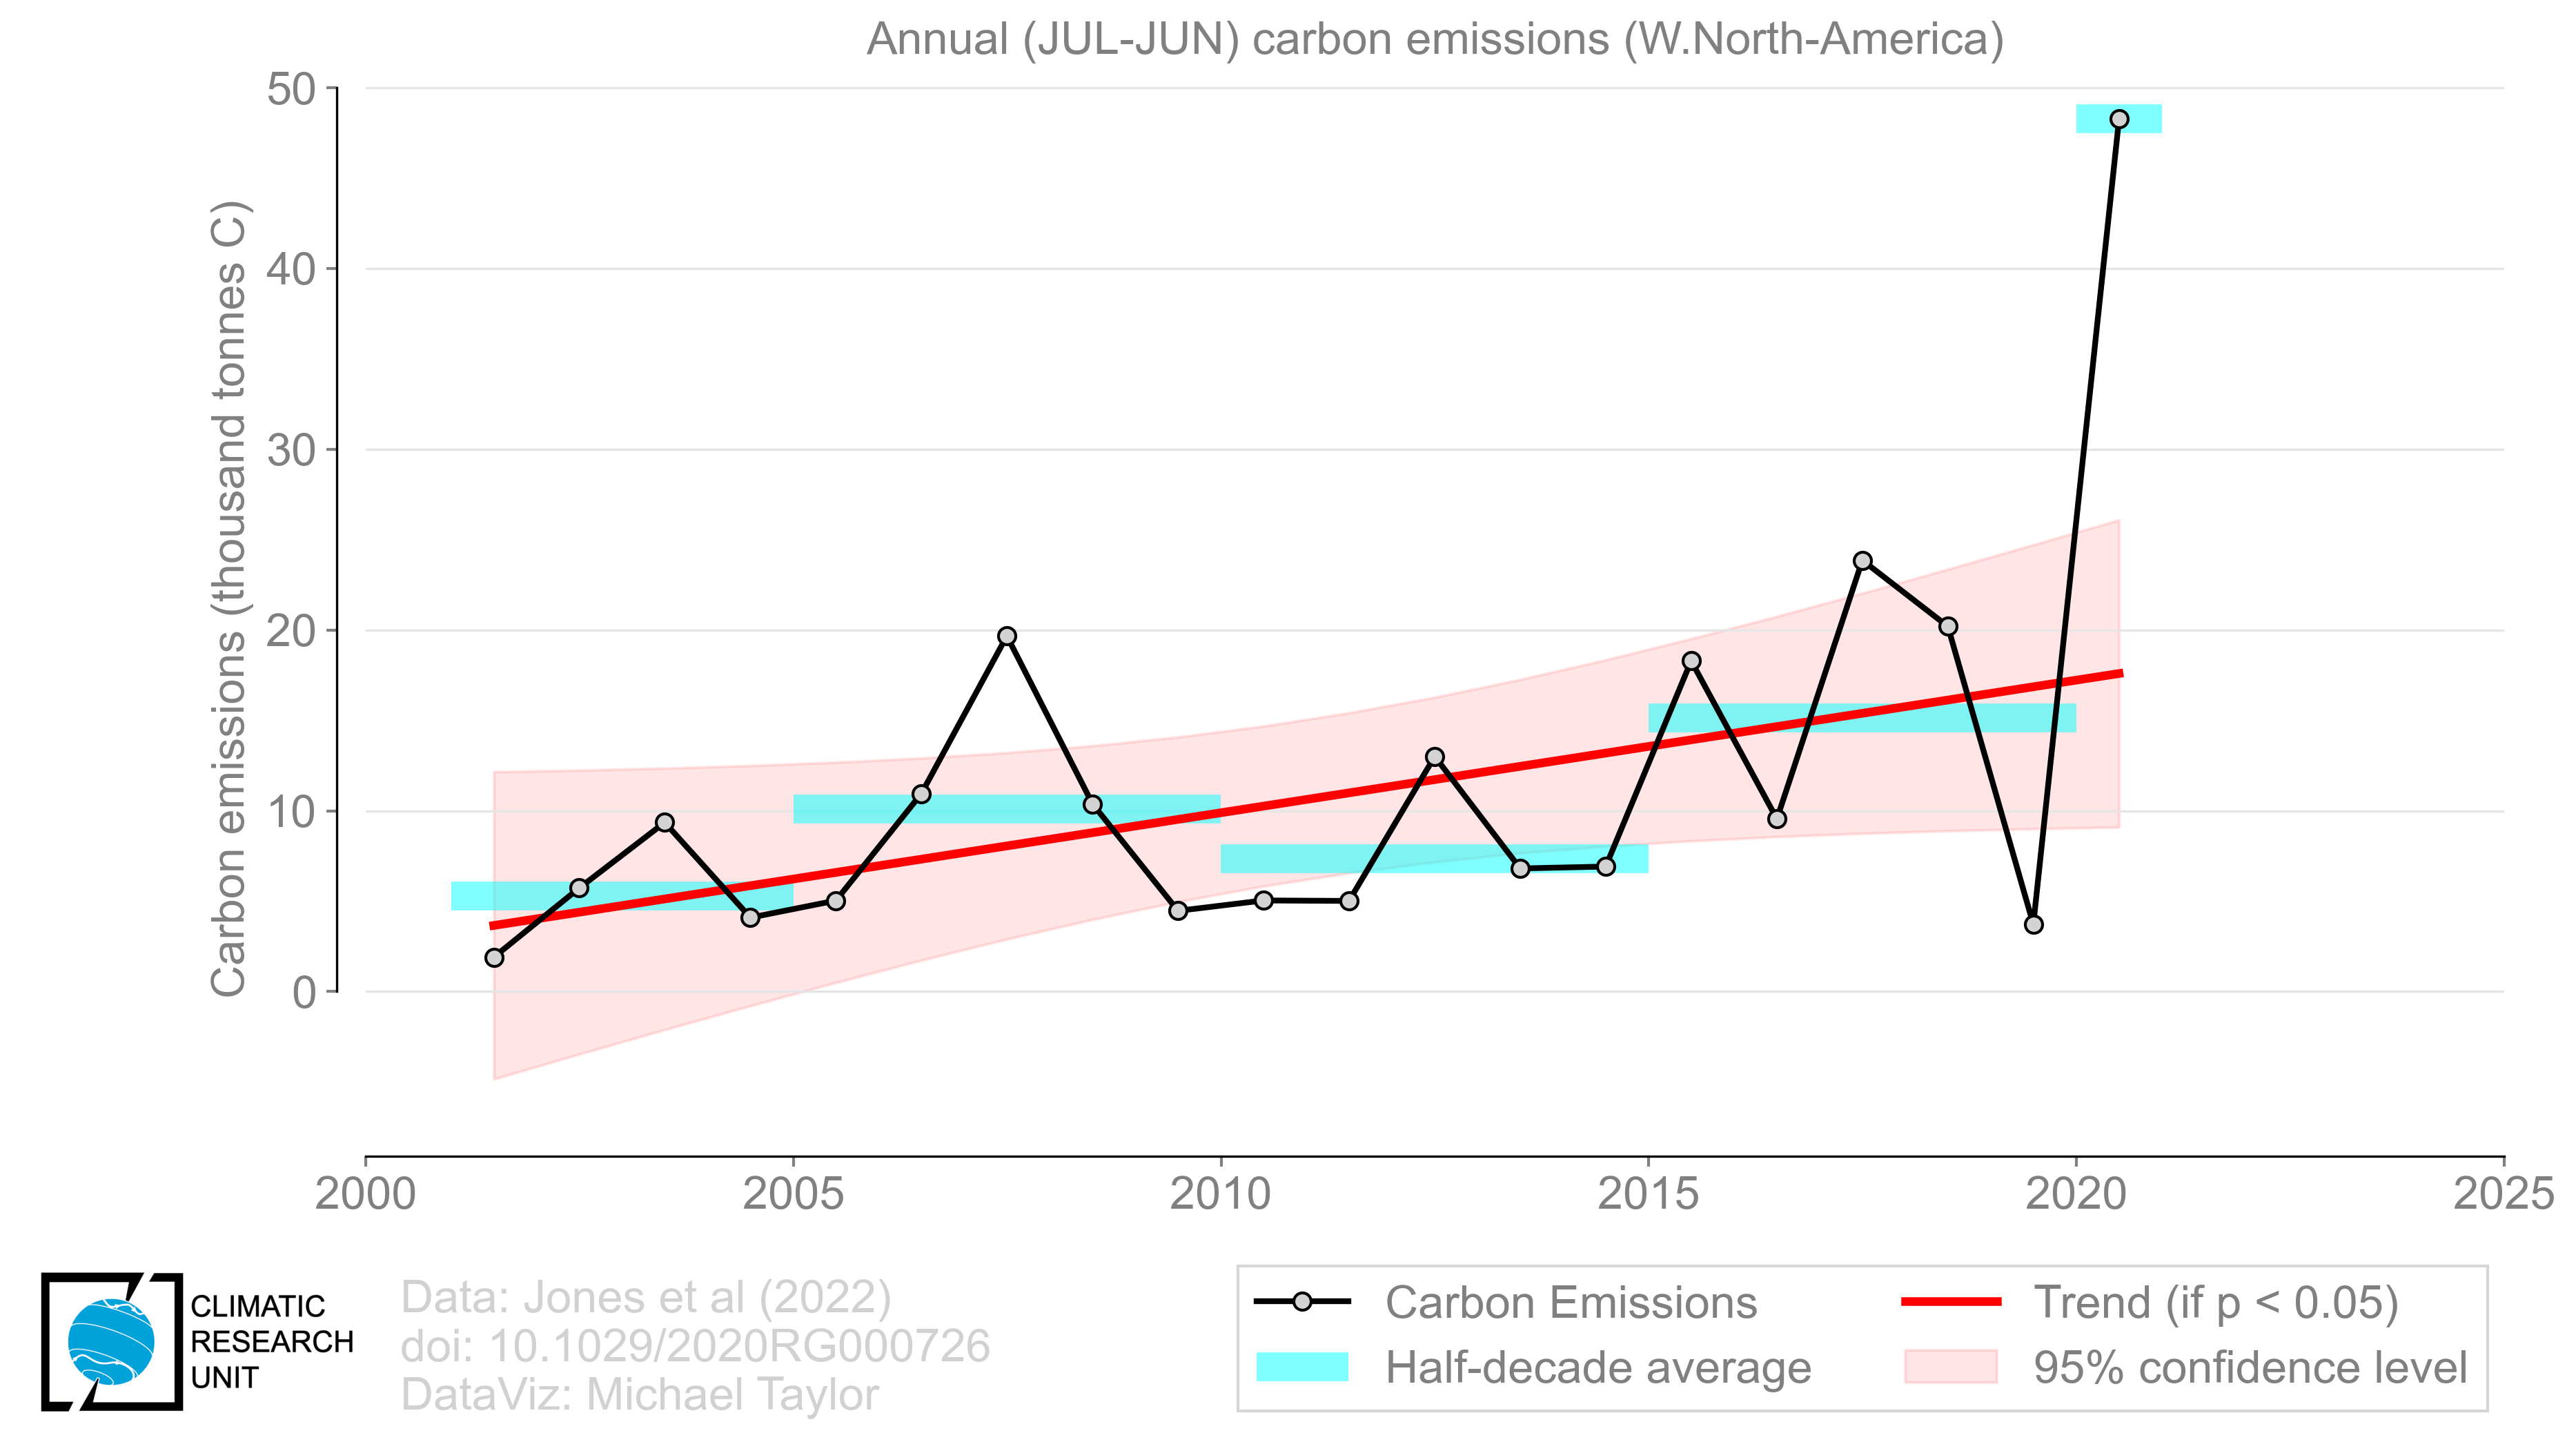 Annual (JUL-JUN) carbon emissions (W.North-America)
Carbon emissions (thousand tonnes C)
50
40
30
20
10
0
2000 2005 2010 2015 2020 2025
CLIMATIC
RESEARCH
UNIT
Data: Jones et al (2022)
doi: 10.1029/2020RG000726
DataViz: Michael Taylor
Carbon Emissions
Half-decade average
Trend (if p < 0.05)
95% confidence level